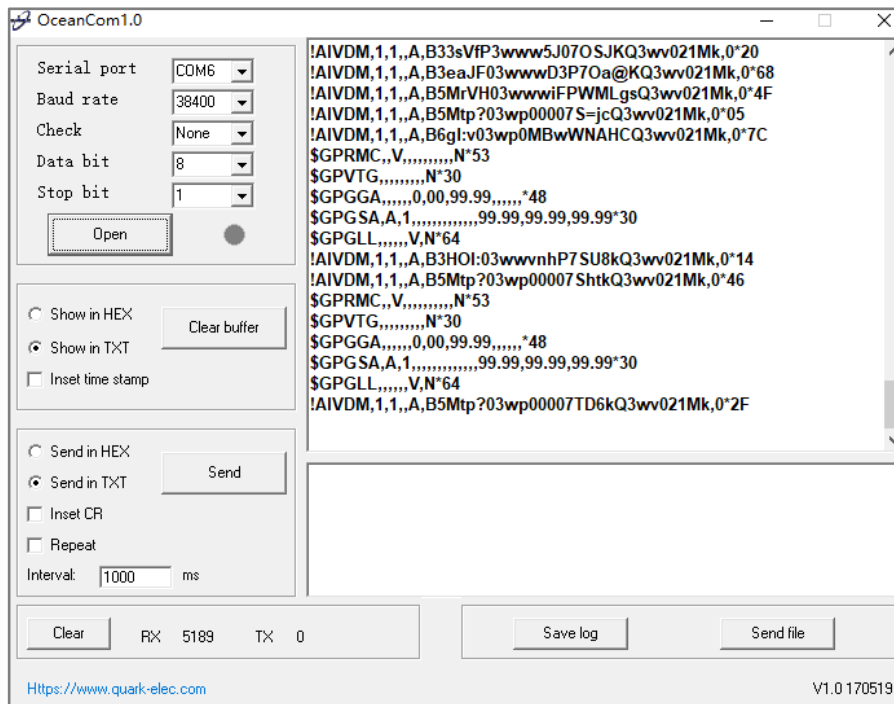 OceanCom1.0
Serial port COM6
Baud rate 38400
Check None
Data bit 8
Stop bit 1
Open
Show in HEX
Show in TXT
Clear buffer
Inset time stamp
Send in HEX
Send in TXT
Send
Inset CR
Repeat
Interval: 1000 ms
!AIVDM,1,1,,A,B33sVfP3www5J07OSJKQ3wv021Mk,0*20
!AIVDM,1,1,,A,B3eaJF03wwwD3P7Oa@KQ3wv021Mk,0*68
!AIVDM,1,1,,A,B5MrVH03wwwiFPWMLgsQ3wv021Mk,0*4F
!AIVDM,1,1,,A,B5Mtp?03wp00007S=jcQ3wv021Mk,0*05
!AIVDM,1,1,,A,B6gI:v03wp0MBwWNAHCQ3wv021Mk,0*7C
$GPRMC,,V,,,,,,,,,,N*53
$GPVTG,,,,,,,,,N*30
$GPGGA,,,,,,0,00,99.99,,,,,,*48
$GPGSA,A,1,,,,,,,,,,,,,99.99,99.99,99.99*30
$GPGLL,,,,,,V,N*64
!AIVDM,1,1,,A,B3HOI:03wwvnhP7SU8kQ3wv021Mk,0*14
!AIVDM,1,1,,A,B5Mtp?03wp00007ShtkQ3wv021Mk,0*46
$GPRMC,,V,,,,,,,,,,N*53
$GPVTG,,,,,,,,,N*30
$GPGGA,,,,,,0,00,99.99,,,,,,*48
$GPGSA,A,1,,,,,,,,,,,,,99.99,99.99,99.99*30
$GPGLL,,,,,,V,N*64
!AIVDM,1,1,,A,B5Mtp?03wp00007TD6kQ3wv021Mk,0*2F
Clear RX 5189 TX 0
Save log
Send file
Https://www.quark-elec.com
V1.0 170519